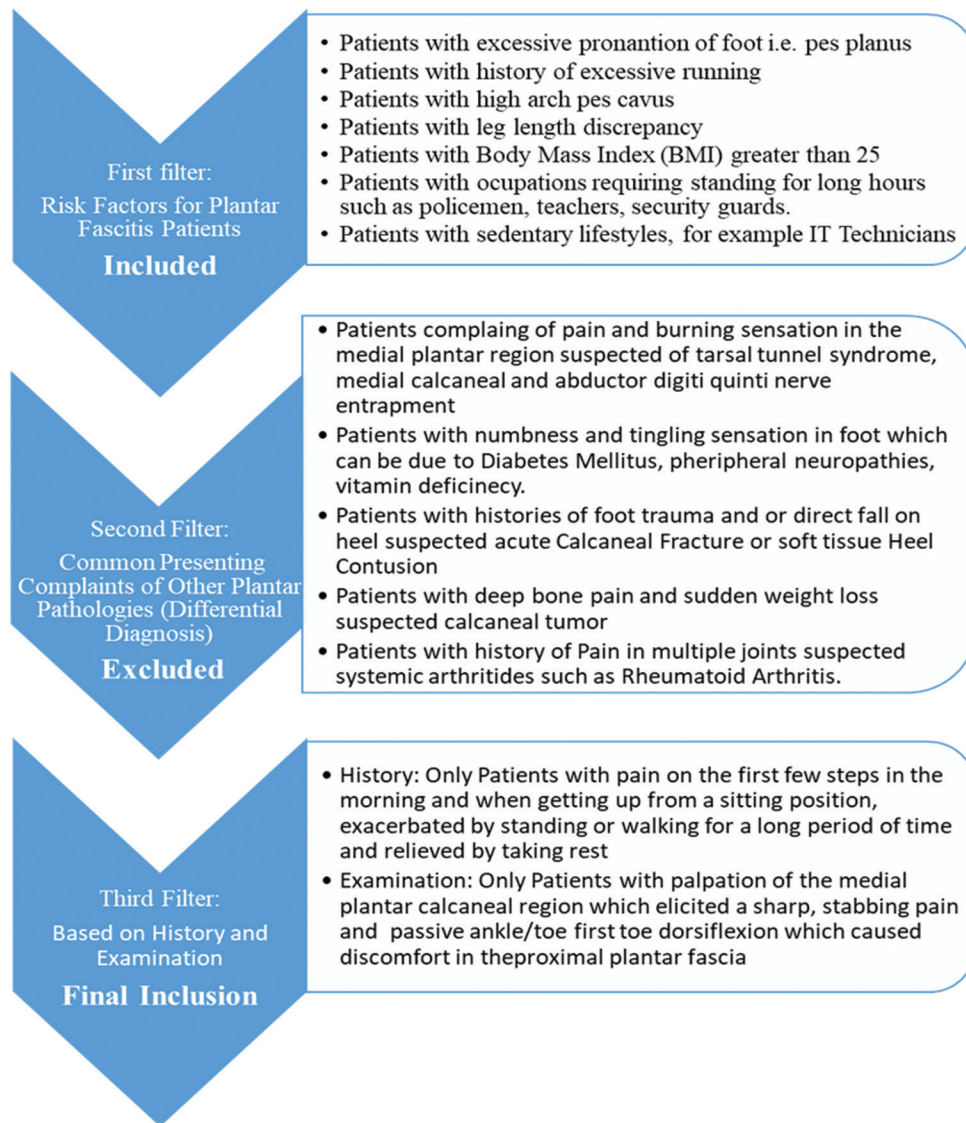 First filter:
Risk Factors for Plantar
Fascitis Patients
Included
• Patients with excessive pronantion of foot i.e. pes planus
• Patients with history of excessive running
• Patients with high arch pes cavus
• Patients with leg length discrepancy
• Patients with Body Mass Index (BMI) greater than 25
• Patients with ocupations requiring standing for long hours
such as policemen, teachers, security guards.
• Patients with sedentary lifestyles, for example IT Technicians
Second Filter:
Common Presenting
Complaints of Other Plantar
Pathologies (Differential
Diagnosis)
Excluded
• Patients complaing of pain and burning sensation in the
medial plantar region suspected of tarsal tunnel syndrome,
medial calcaneal and abductor digiti quinti nerve
entrapment
• Patients with numbness and tingling sensation in foot which
can be due to Diabetes Mellitus, pheripheral neuropathies,
vitamin deficinecy.
• Patients with histories of foot trauma and or direct fall on
heel suspected acute Calcaneal Fracture or soft tissue Heel
Contusion
• Patients with deep bone pain and sudden weight loss
suspected calcaneal tumor
• Patients with history of Pain in multiple joints suspected
systemic arthritides such as Rheumatoid Arthritis.
Third Filter:
Based on History and
Examination
Final Inclusion
• History: Only Patients with pain on the first few steps in the
morning and when getting up from a sitting position,
exacerbated by standing or walking for a long period of time
and relieved by taking rest
• Examination: Only Patients with palpation of the medial
plantar calcaneal region which elicited a sharp, stabbing pain
and passive ankle/toe first toe dorsiflexion which caused
discomfort in theproximal plantar fascia